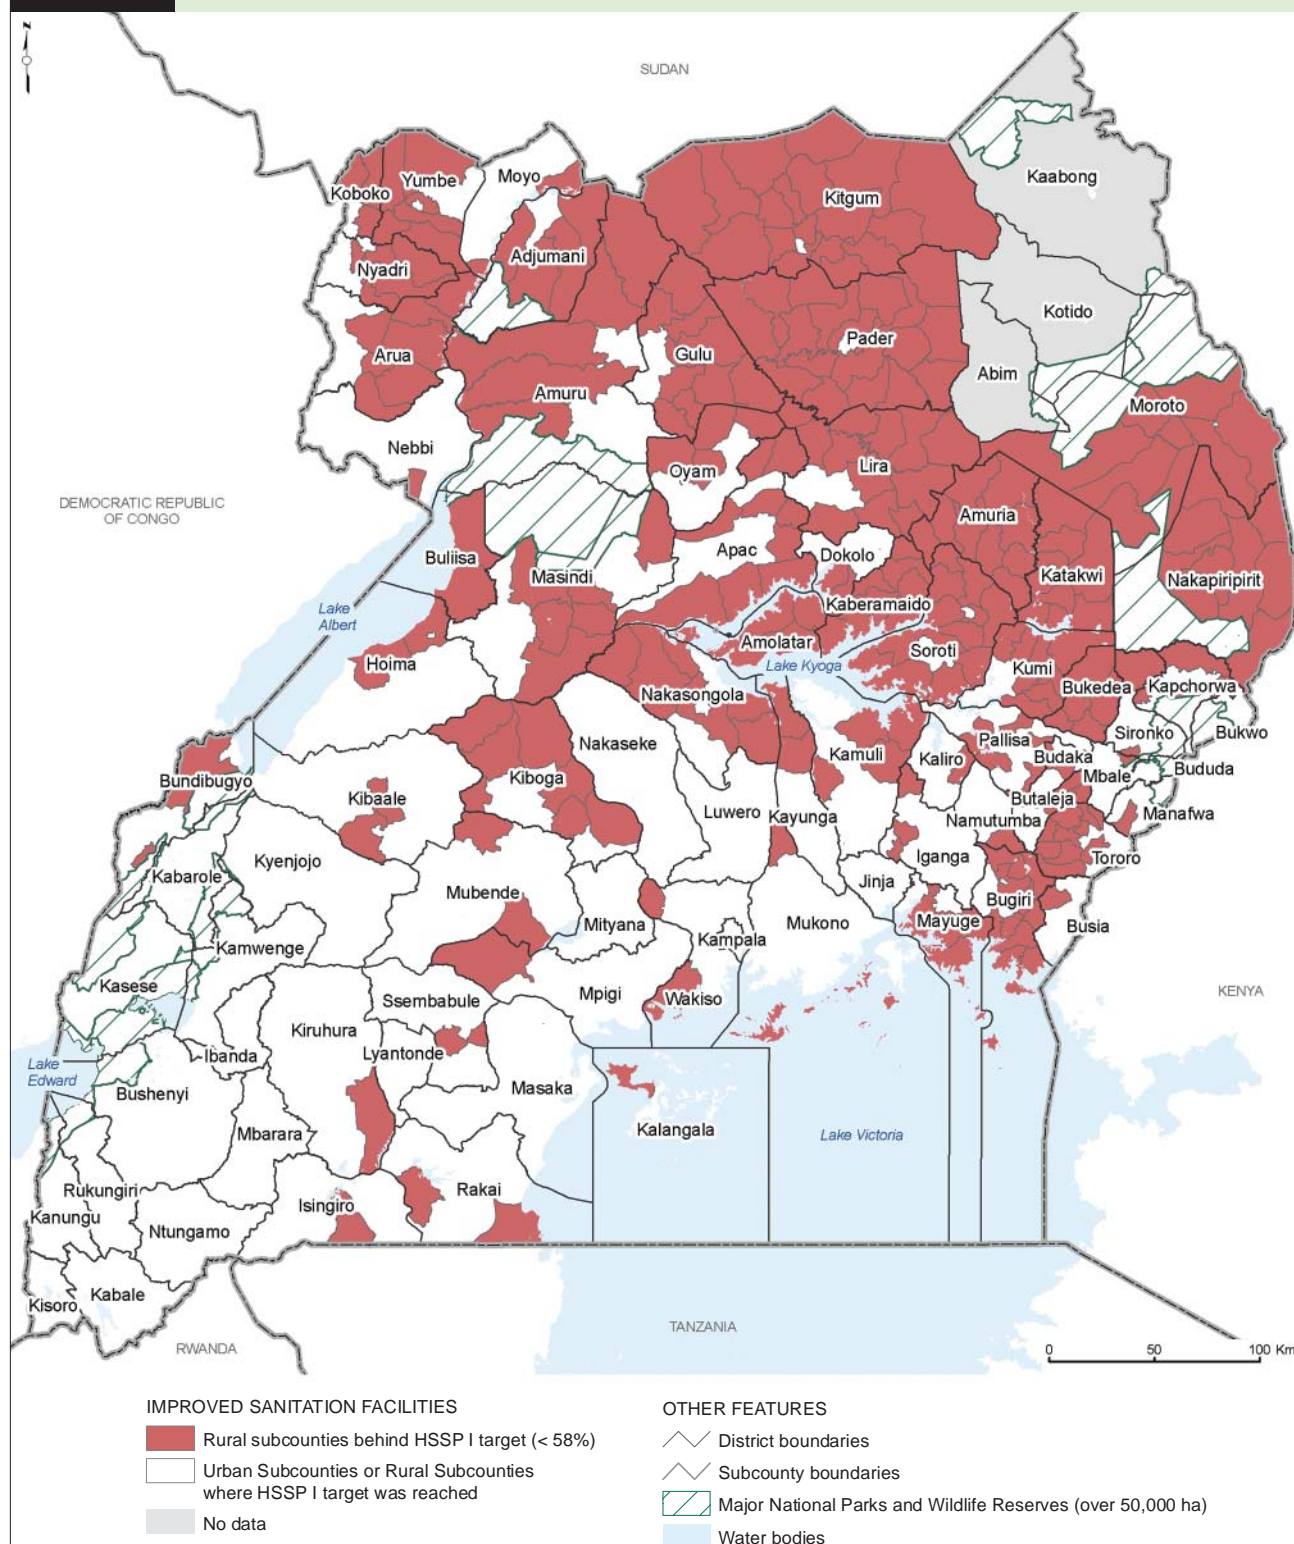 N
SUDAN
Kaabong
Moyo
Yumbe
Koboko
Kitgum
Adjumani
Nyadri
Kotido
Pader
Gulu
Arua
Abim
Amuru
Moroto
Nebbi
Lira
Oyam
DEMOCRATIC REPUBLIC
OF CONGO
Amuria
Apac
Dokolo
Buliisa
Masindi
Katakwi
Nakapiripirit
Kaberamaido
Lake
Albert
Amolatar
Soroti
Hoima
Lake Kyoga
Kumi
Bukedea
Kapchorwa
Nakasongola
Sironko
Bukwo
Nakaseke
Pallisa
Kamuli
Kaliro
Budaka
Bundibugyo
Kiboga
Mbale
Bududa
Kibaale
Butaleja
Luwero
Kayunga
Namutumba
Manafwa
Kyenjojo
Iganga
Tororo
Kabarole
Jinja
Mubende
Bugiri
Mityana
Mukono
Mayuge
Busia
Kampala
Kamwenge
Kasese
Mpigi
Wakiso
KENYA
Ssembabule
Kiruhura
Ibanda
Lyantonde
Lake
Edward
Bushenyi
Masaka
Kalangala
Lake Victoria
Mbarara
Rukungiri
Rakai
Isingiro
Kanungu
Ntungamo
Kabale
Kisoro
TANZANIA
RWANDA
0 50 100 Km
IMPROVED SANITATION FACILITIES
Rural subcounties behind HSSP I target (< 58%)
Urban Subcounties or Rural Subcounties
where HSSP I target was reached
No data
OTHER FEATURES
District boundaries
Subcounty boundaries
Major National Parks and Wildlife Reserves (over 50,000 ha)
Water bodies